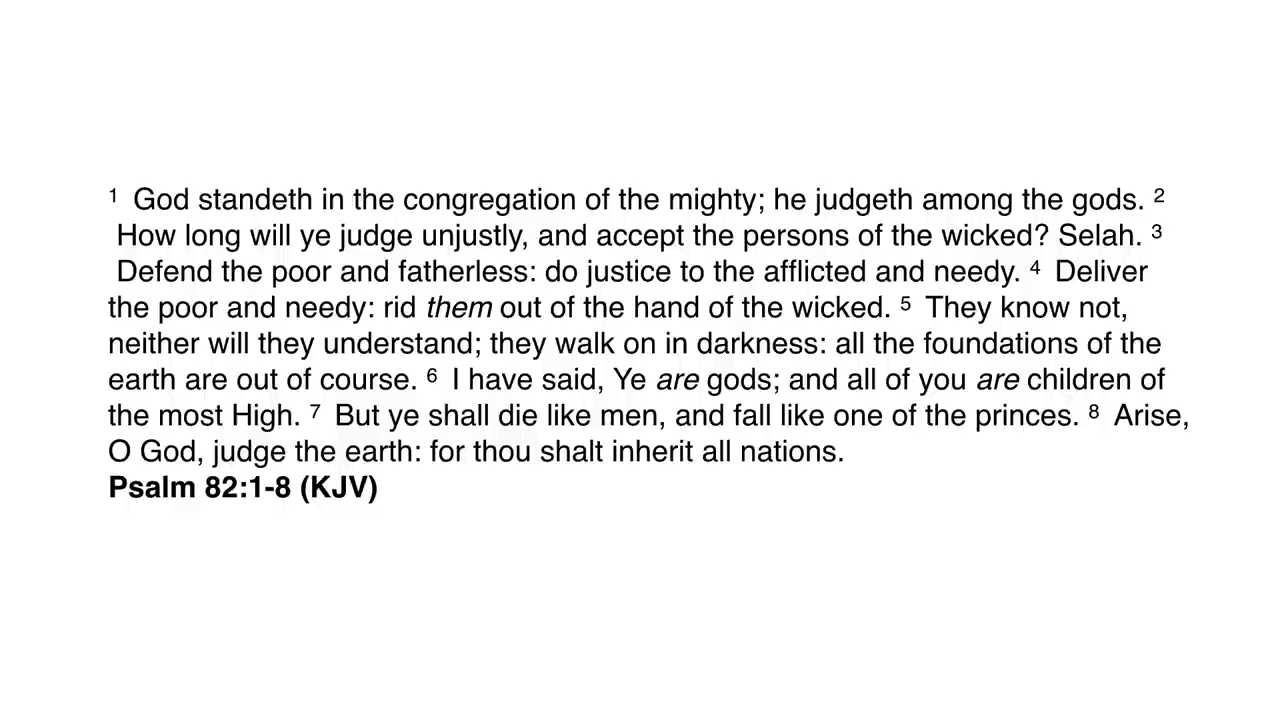 1 God standeth in the congregation of the mighty; he judgeth among the gods. 2
How long will ye judge unjustly, and accept the persons of the wicked? Selah. 3
Defend the poor and fatherless: do justice to the afflicted and needy. 4 Deliver
the poor and needy: rid them out of the hand of the wicked. 5 They know not,
neither will they understand; they walk on in darkness: all the foundations of the
earth are out of course. 6 I have said, Ye are gods; and all of you are children of
the most High. 7 But ye shall die like men, and fall like one of the princes. 8 Arise,
O God, judge the earth: for thou shalt inherit all nations.
Psalm 82:1-8 (KJV)